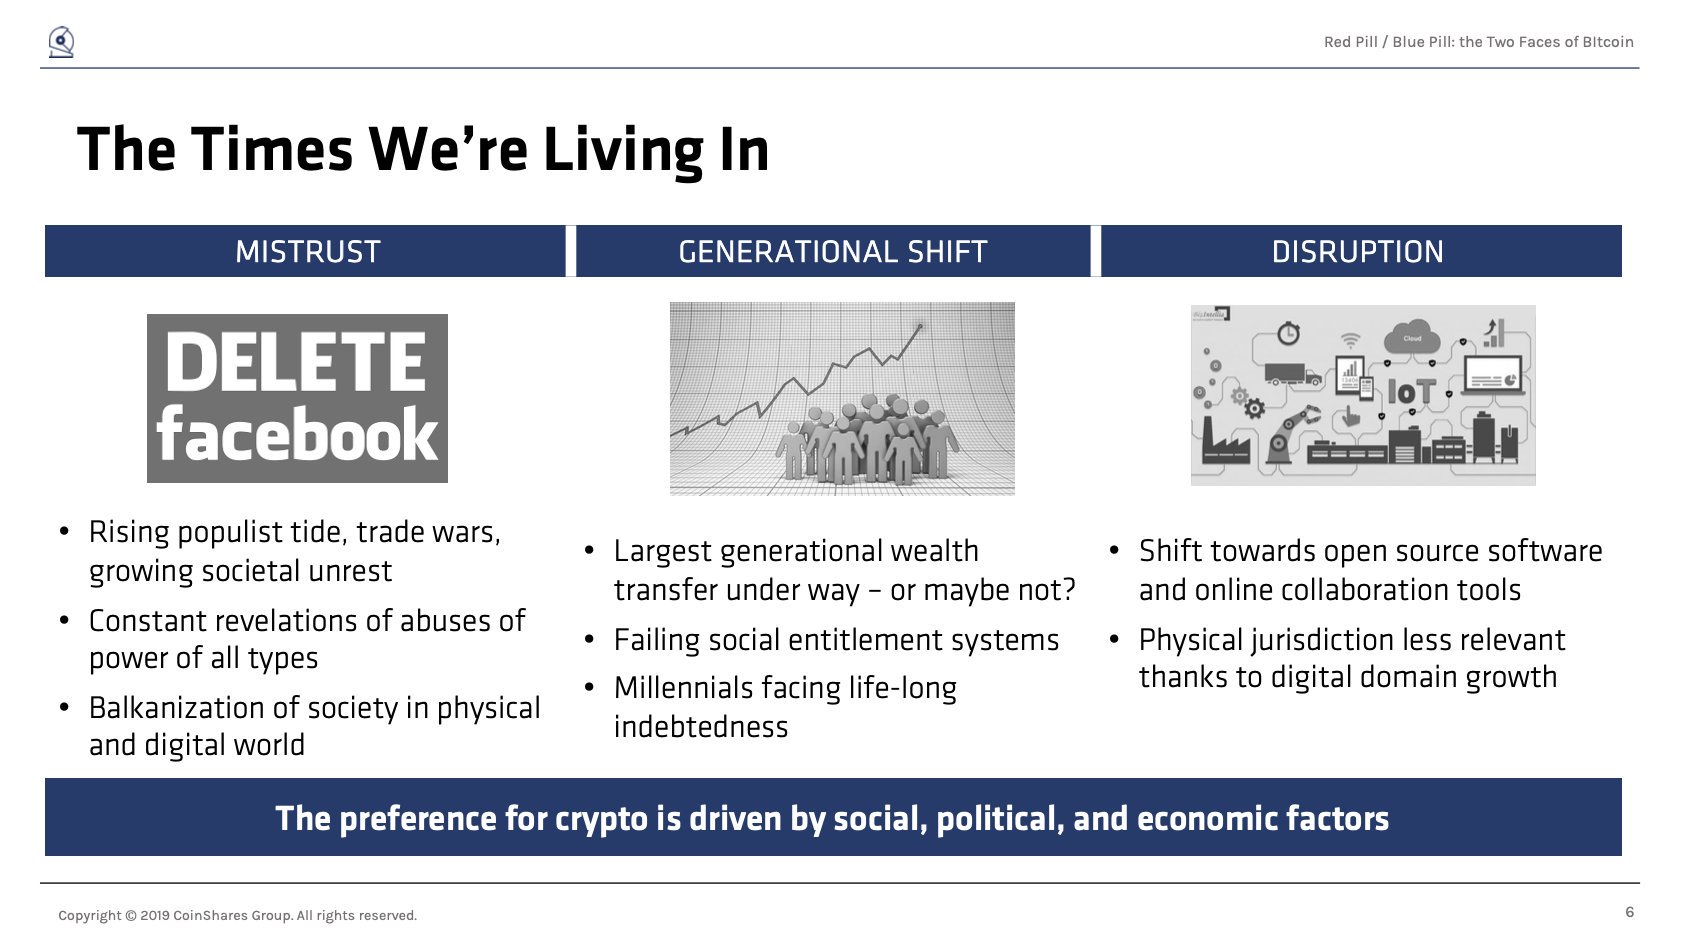 Red Pill / Blue Pill: the Two Faces of BItcoin
The Times We’re Living In
MISTRUST
DELETE
facebook
• Rising populist tide, trade wars,
growing societal unrest
• Constant revelations of abuses of
power of all types
• Balkanization of society in physical
and digital world
GENERATIONAL SHIFT
• Largest generational wealth
transfer under way – or maybe not?
• Failing social entitlement systems
• Millennials facing life-long
indebtedness
DISRUPTION
Cloud
IoT
• Shift towards open source software
and online collaboration tools
• Physical jurisdiction less relevant
thanks to digital domain growth
The preference for crypto is driven by social, political, and economic factors
Copyright © 2019 CoinShares Group. All rights reserved.
6